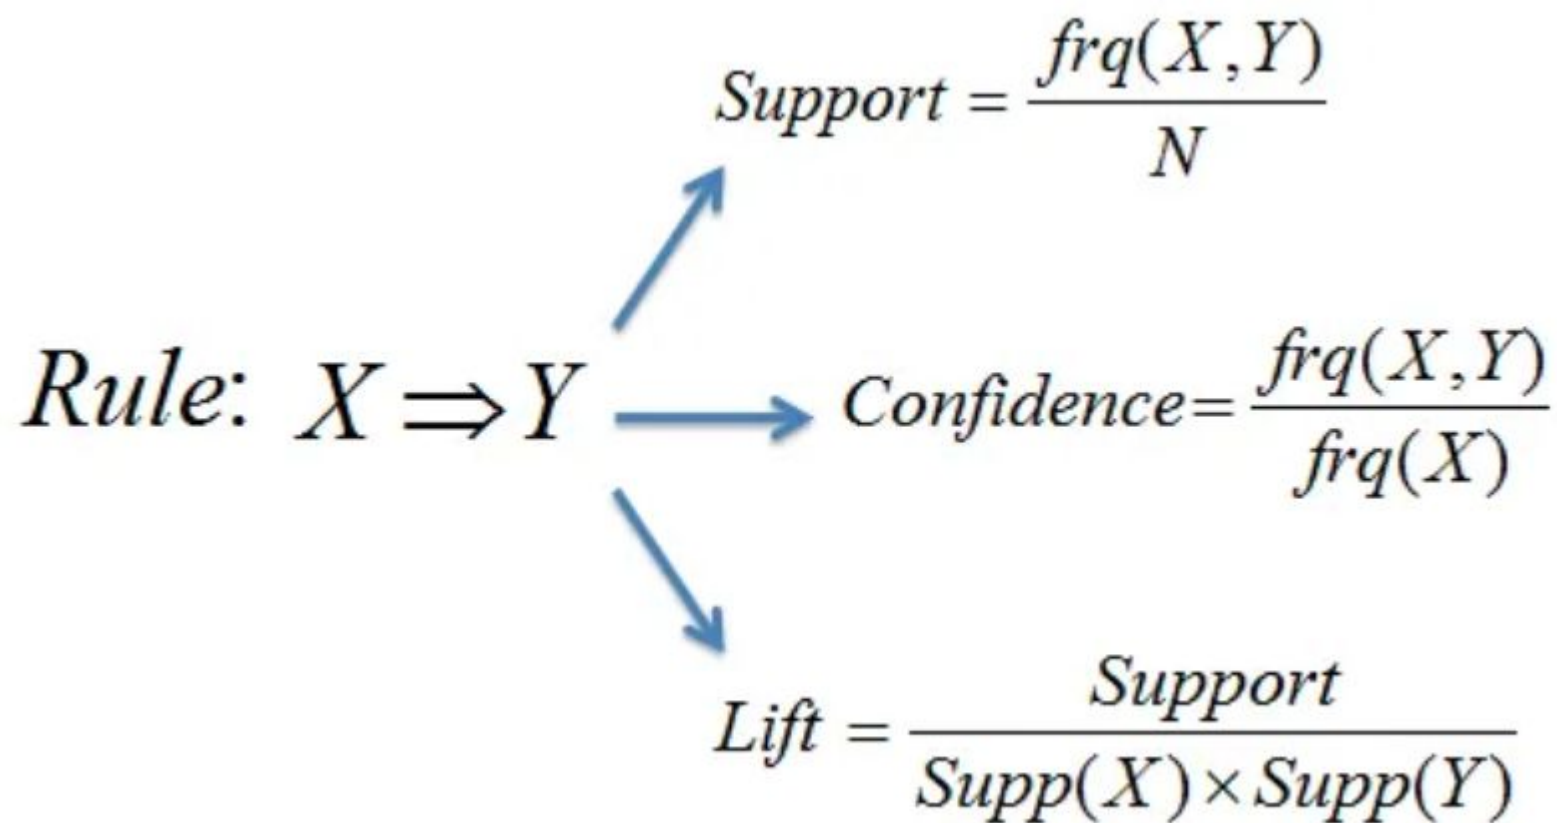 Support = frq(X,Y) / N
Rule: X ⇒ Y
Confidence = frq(X,Y) / frq(X)
Lift = Support / Supp(X) × Supp(Y)